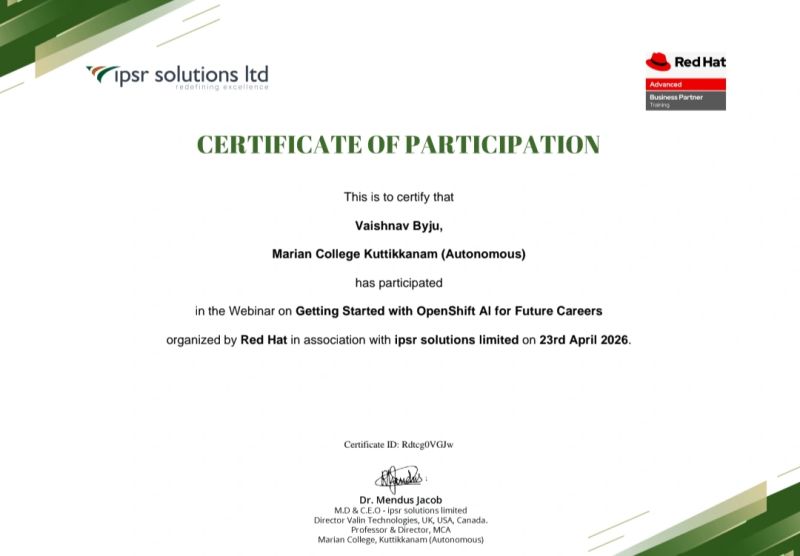 ipsr solutions ltd
redefining excellence
Red Hat
Advanced
Business Partner
Training
CERTIFICATE OF PARTICIPATION
This is to certify that
Vaishnav Byju,
Marian College Kuttikkanam (Autonomous)
has participated
in the Webinar on Getting Started with OpenShift AI for Future Careers
organized by Red Hat in association with ipsr solutions limited on 23rd April 2026.
Certificate ID: Rdtcg0VGJw
Dr. Mendus Jacob
M.D & C.E.O - ipsr solutions limited
Director Valin Technologies, UK, USA, Canada.
Professor & Director, MCA
Marian College, Kuttikkanam (Autonomous)